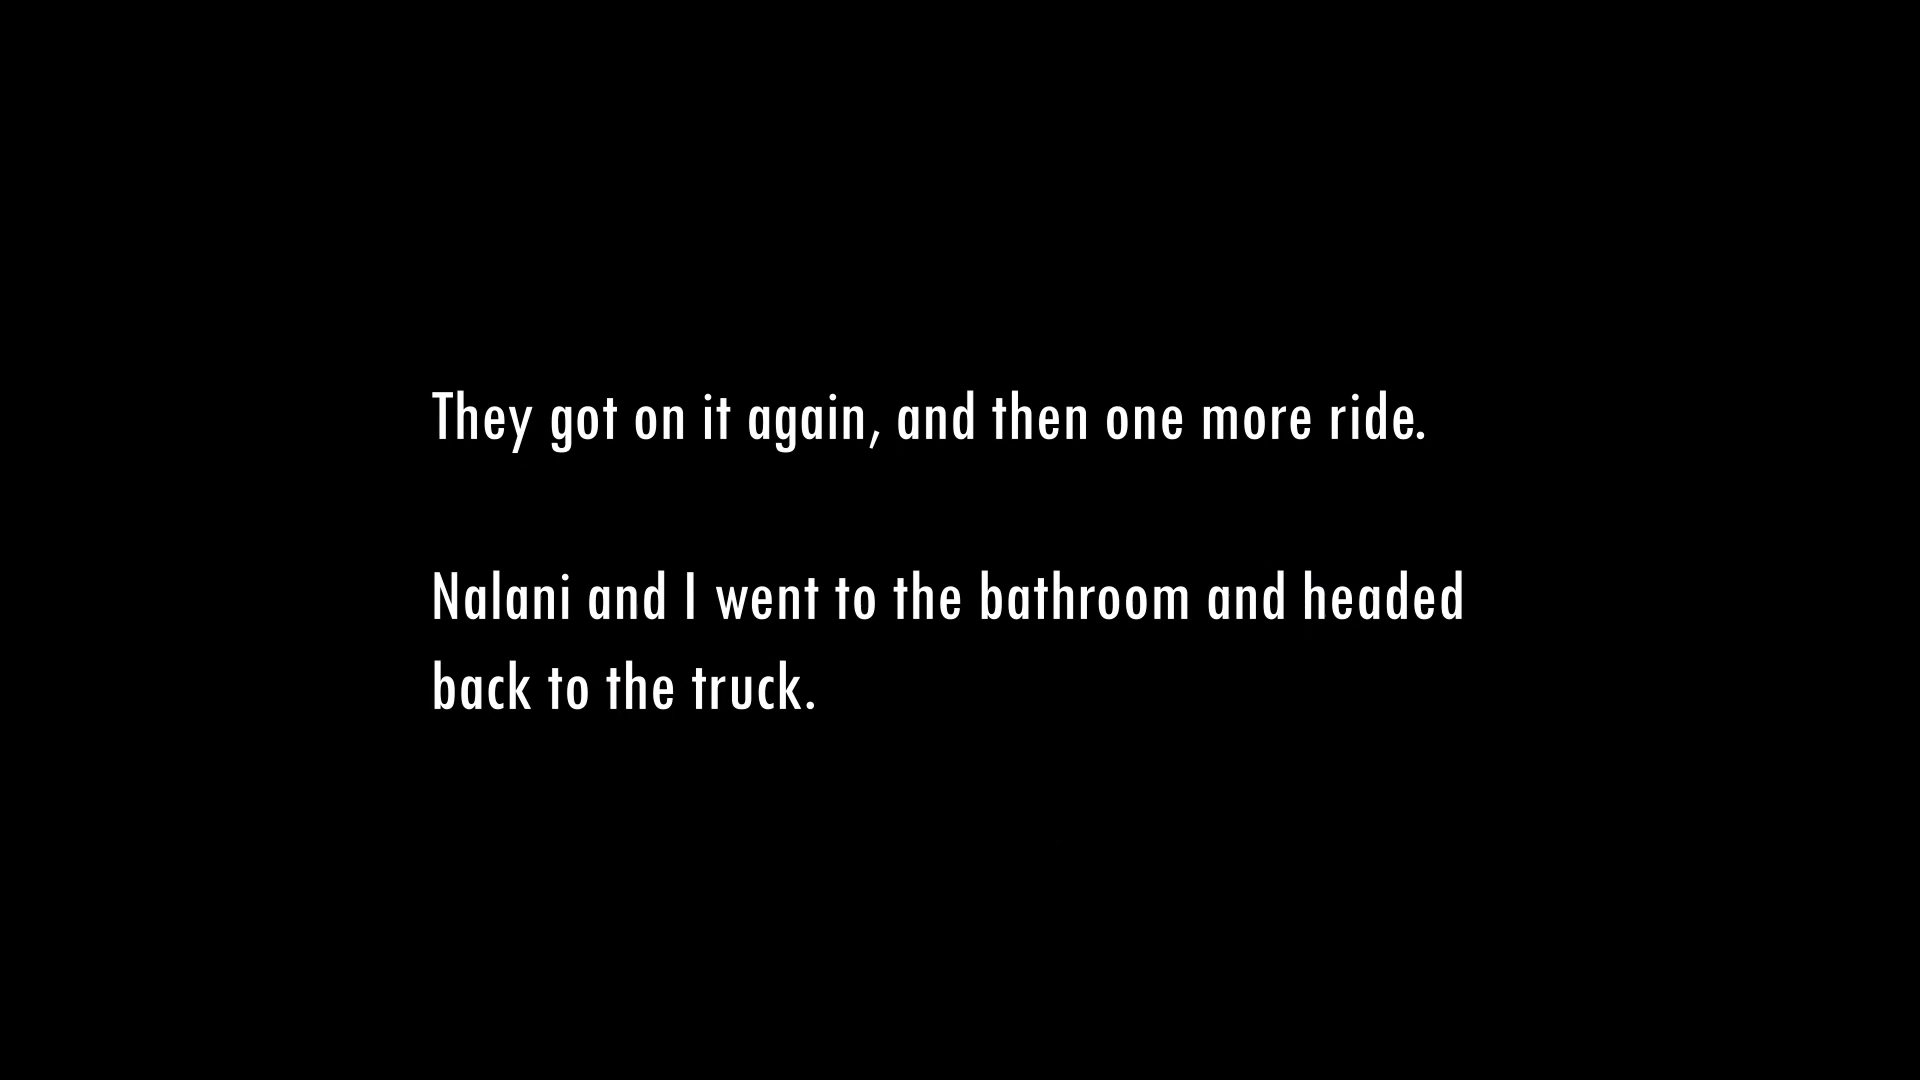 They got on it again, and then one more ride.
Nalani and I went to the bathroom and headed
back to the truck.